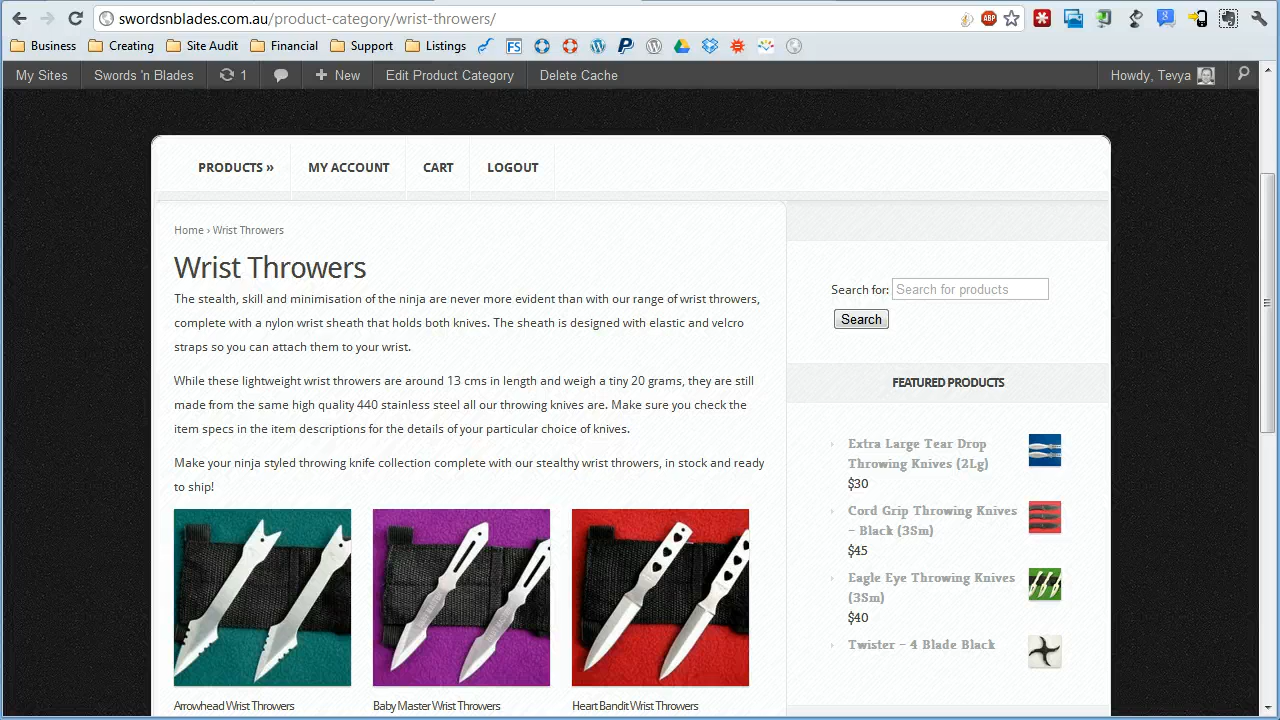 swordsnblades.com.au/product-category/wrist-throwers/
ABP
Business Creating Site Audit Financial Support Listings FS
My Sites Swords 'n Blades 1 + New Edit Product Category Delete Cache Howdy, Tevya
PRODUCTS » MY ACCOUNT CART LOGOUT
Home › Wrist Throwers
Wrist Throwers
The stealth, skill and minimisation of the ninja are never more evident than with our range of wrist throwers,
complete with a nylon wrist sheath that holds both knives. The sheath is designed with elastic and velcro
straps so you can attach them to your wrist.
While these lightweight wrist throwers are around 13 cms in length and weigh a tiny 20 grams, they are still
made from the same high quality 440 stainless steel all our throwing knives are. Make sure you check the
item specs in the item descriptions for the details of your particular choice of knives.
Make your ninja styled throwing knife collection complete with our stealthy wrist throwers, in stock and ready
to ship!
Arrowhead Wrist Throwers Baby Master Wrist Throwers Heart Bandit Wrist Throwers
Search for: Search for products
Search
FEATURED PRODUCTS
Extra Large Tear Drop
Throwing Knives (2Lg)
$30
Cord Grip Throwing Knives
- Black (3Sm)
$45
Eagle Eye Throwing Knives
(3Sm)
$40
Twister - 4 Blade Black